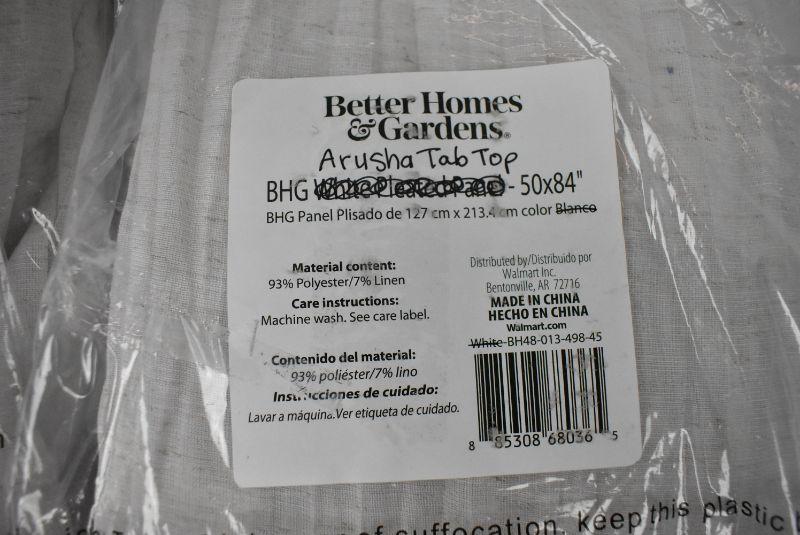 Better Homes
& Gardens®
Arusha Tab Top
BHG White Pleated Panel - 50x84"
BHG Panel Plisado de 127 cm x 213.4 cm color Blanco
Material content:
93% Polyester/7% Linen
Care instructions:
Machine wash. See care label.
Contenido del material:
93% poliéster/7% lino
Instrucciones de cuidado:
Lavar a máquina. Ver etiqueta de cuidado.
Distributed by/Distribuido por
Walmart Inc.
Bentonville, AR 72716
MADE IN CHINA
HECHO EN CHINA
Walmart.com
White-BH48-013-498-45
8 85308 68036 5
of suffocation, keep this plastic